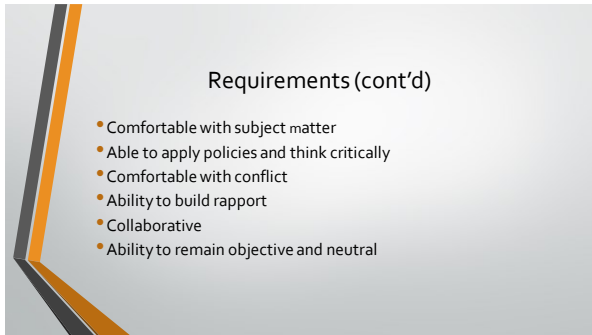 Requirements (cont’d)
• Comfortable with subject matter
• Able to apply policies and think critically
• Comfortable with conflict
• Ability to build rapport
• Collaborative
• Ability to remain objective and neutral